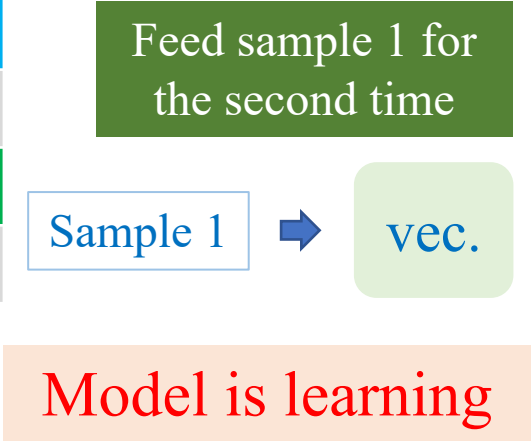 Feed sample 1 for
the second time
Sample 1
vec.
Model is learning